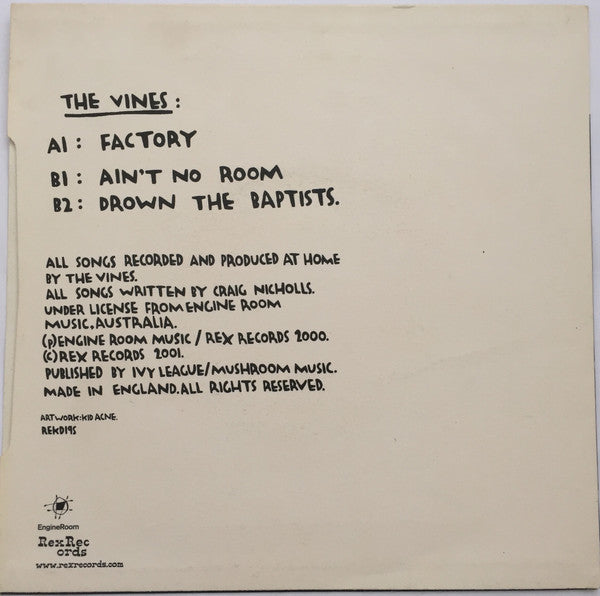 THE VINES:
A1: FACTORY
B1: AIN'T NO ROOM
B2: DROWN THE BAPTISTS.
ALL SONGS RECORDED AND PRODUCED AT HOME
BY THE VINES.
ALL SONGS WRITTEN BY CRAIG NICHOLLS.
UNDER LICENSE FROM ENGINE ROOM
MUSIC, AUSTRALIA.
(P) ENGINE ROOM MUSIC / REX RECORDS 2000.
(C) REX RECORDS 2001.
PUBLISHED BY IVY LEAGUE/MUSHROOM MUSIC.
MADE IN ENGLAND. ALL RIGHTS RESERVED.
ARTWORK: KID ACNE.
REKD19S
EngineRoom
RexRec
ords
www.rexrecords.com